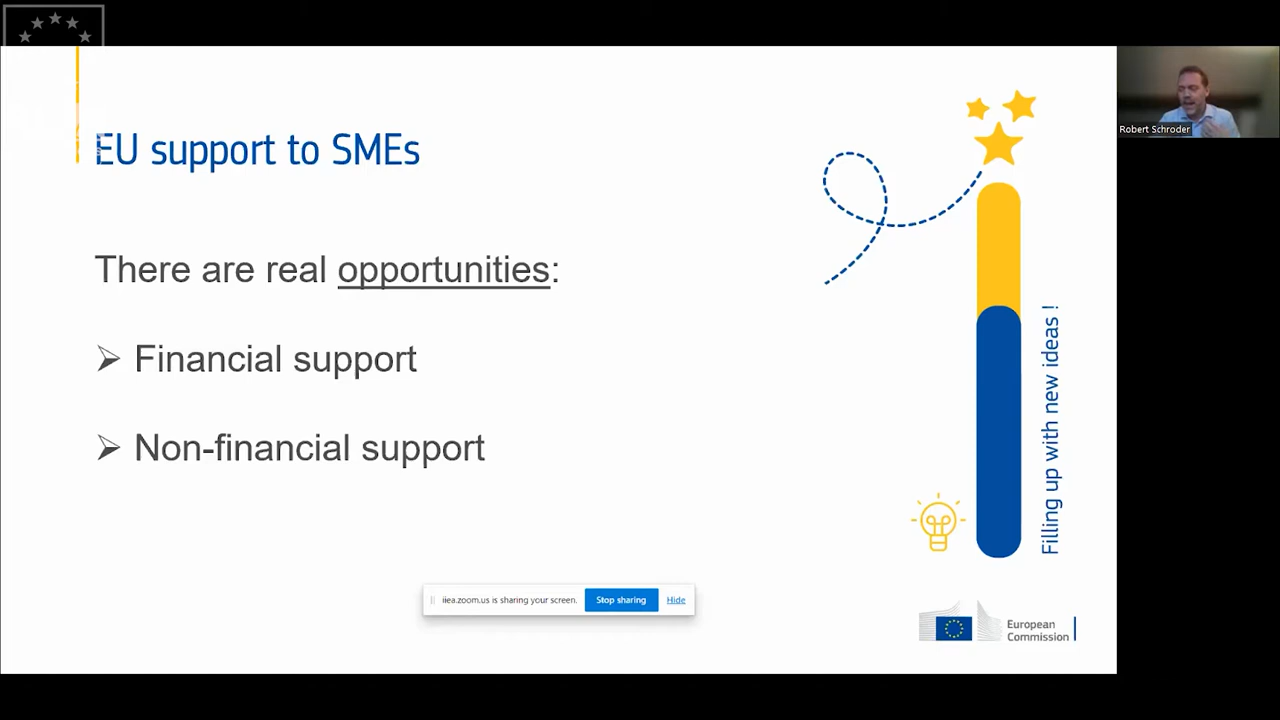 EU support to SMEs
There are real opportunities:
➢ Financial support
➢ Non-financial support
Filling up with new ideas !
iiea.zoom.us is sharing your screen.
Stop sharing
Hide
European
Commission
Robert Schroder